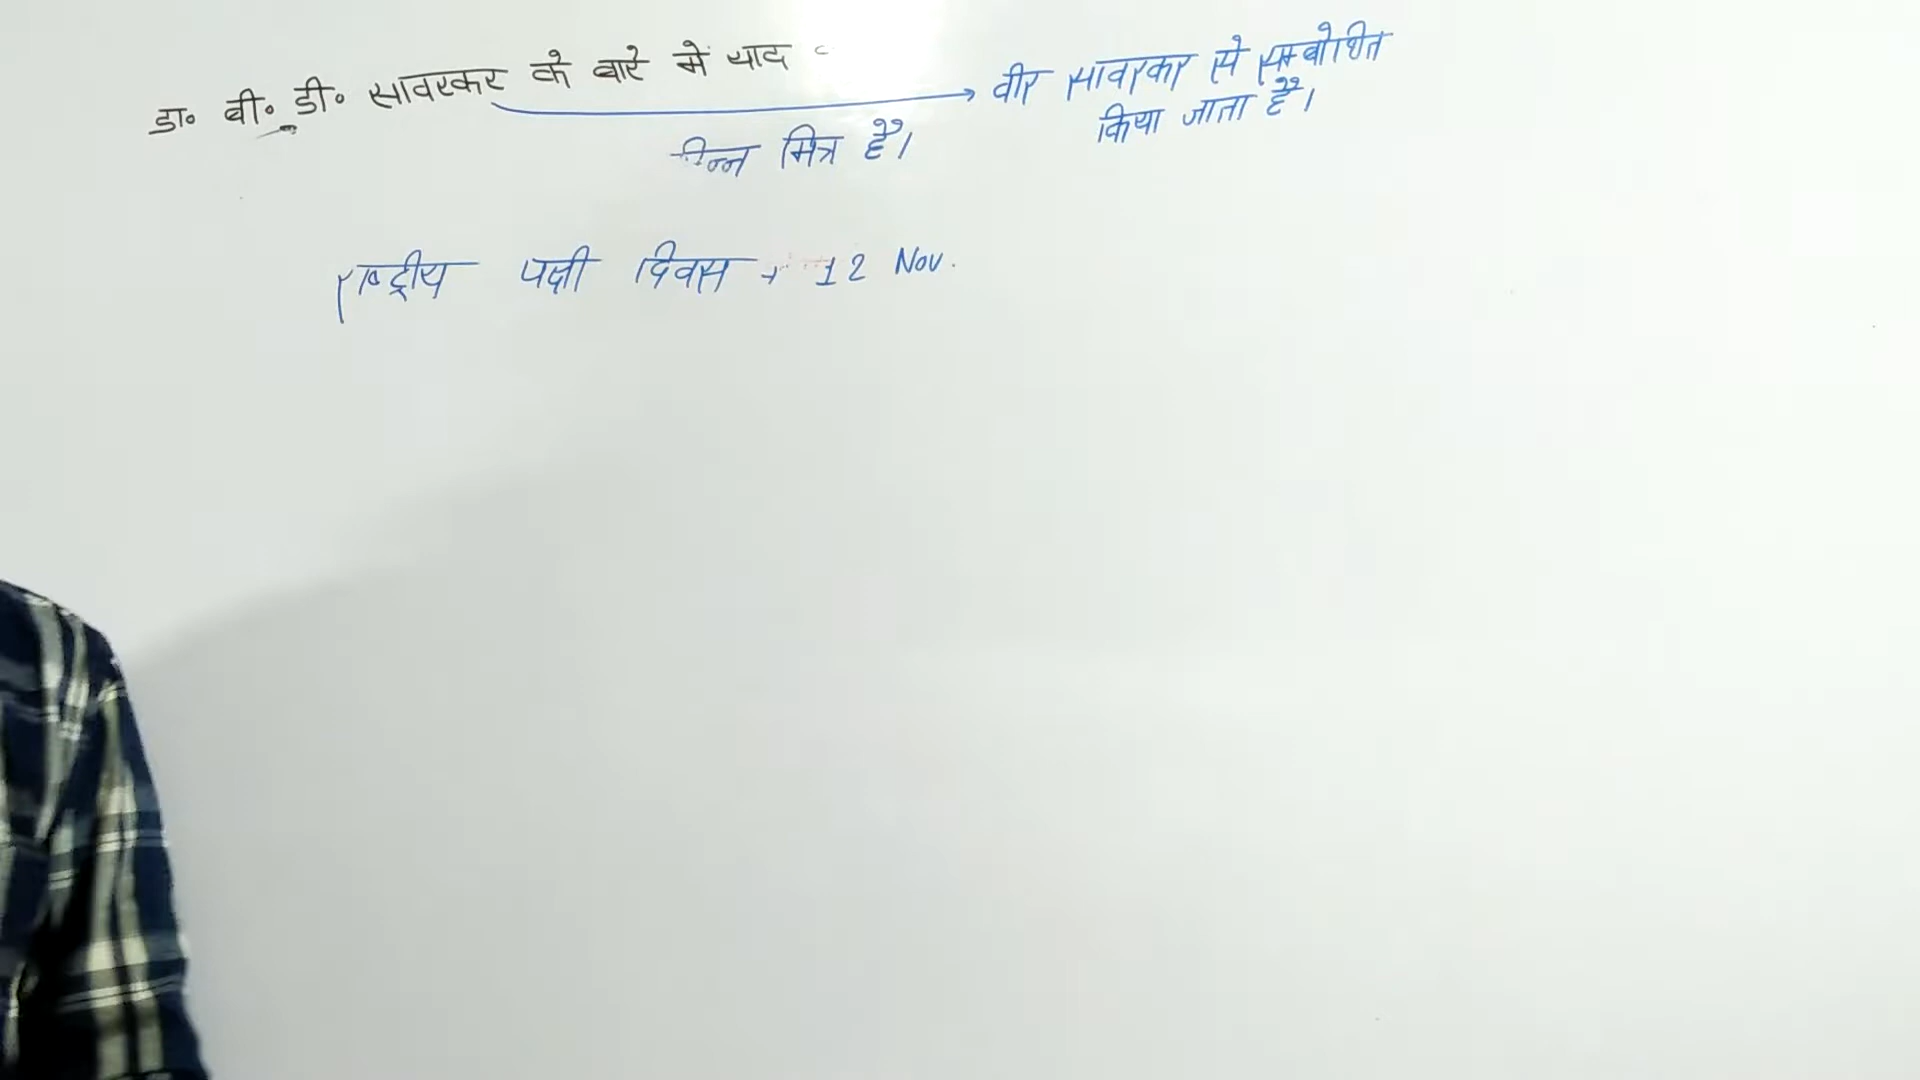 डा॰ बी॰ डी॰ सावरकर के बारे में याद
वीर सावरकर से सम्बोधित
किया जाता है।
मित्र है।
राष्ट्रीय पक्षी दिवस → 12 Nov.